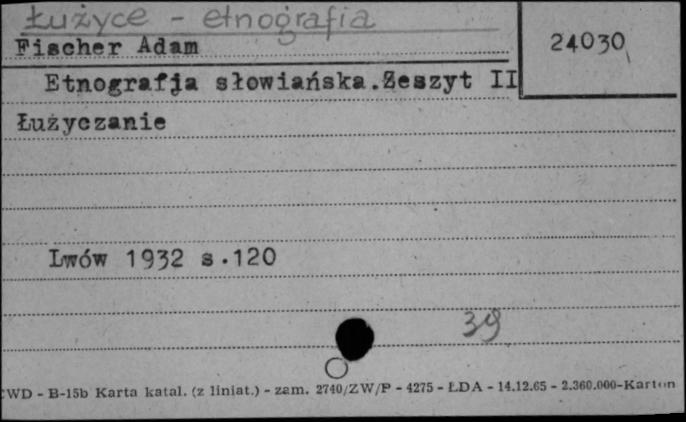 Łużyce - etnografia
Fischer Adam
24030
Etnografja słowiańska.Zeszyt II
Łużyczanie
Lwów 1932 s.120
39
CWD - B-15b Karta katal. (z liniat.) - zam. 2740/ZW/P - 4275 - ŁDA - 14.12.65 - 2.360.000-Karton